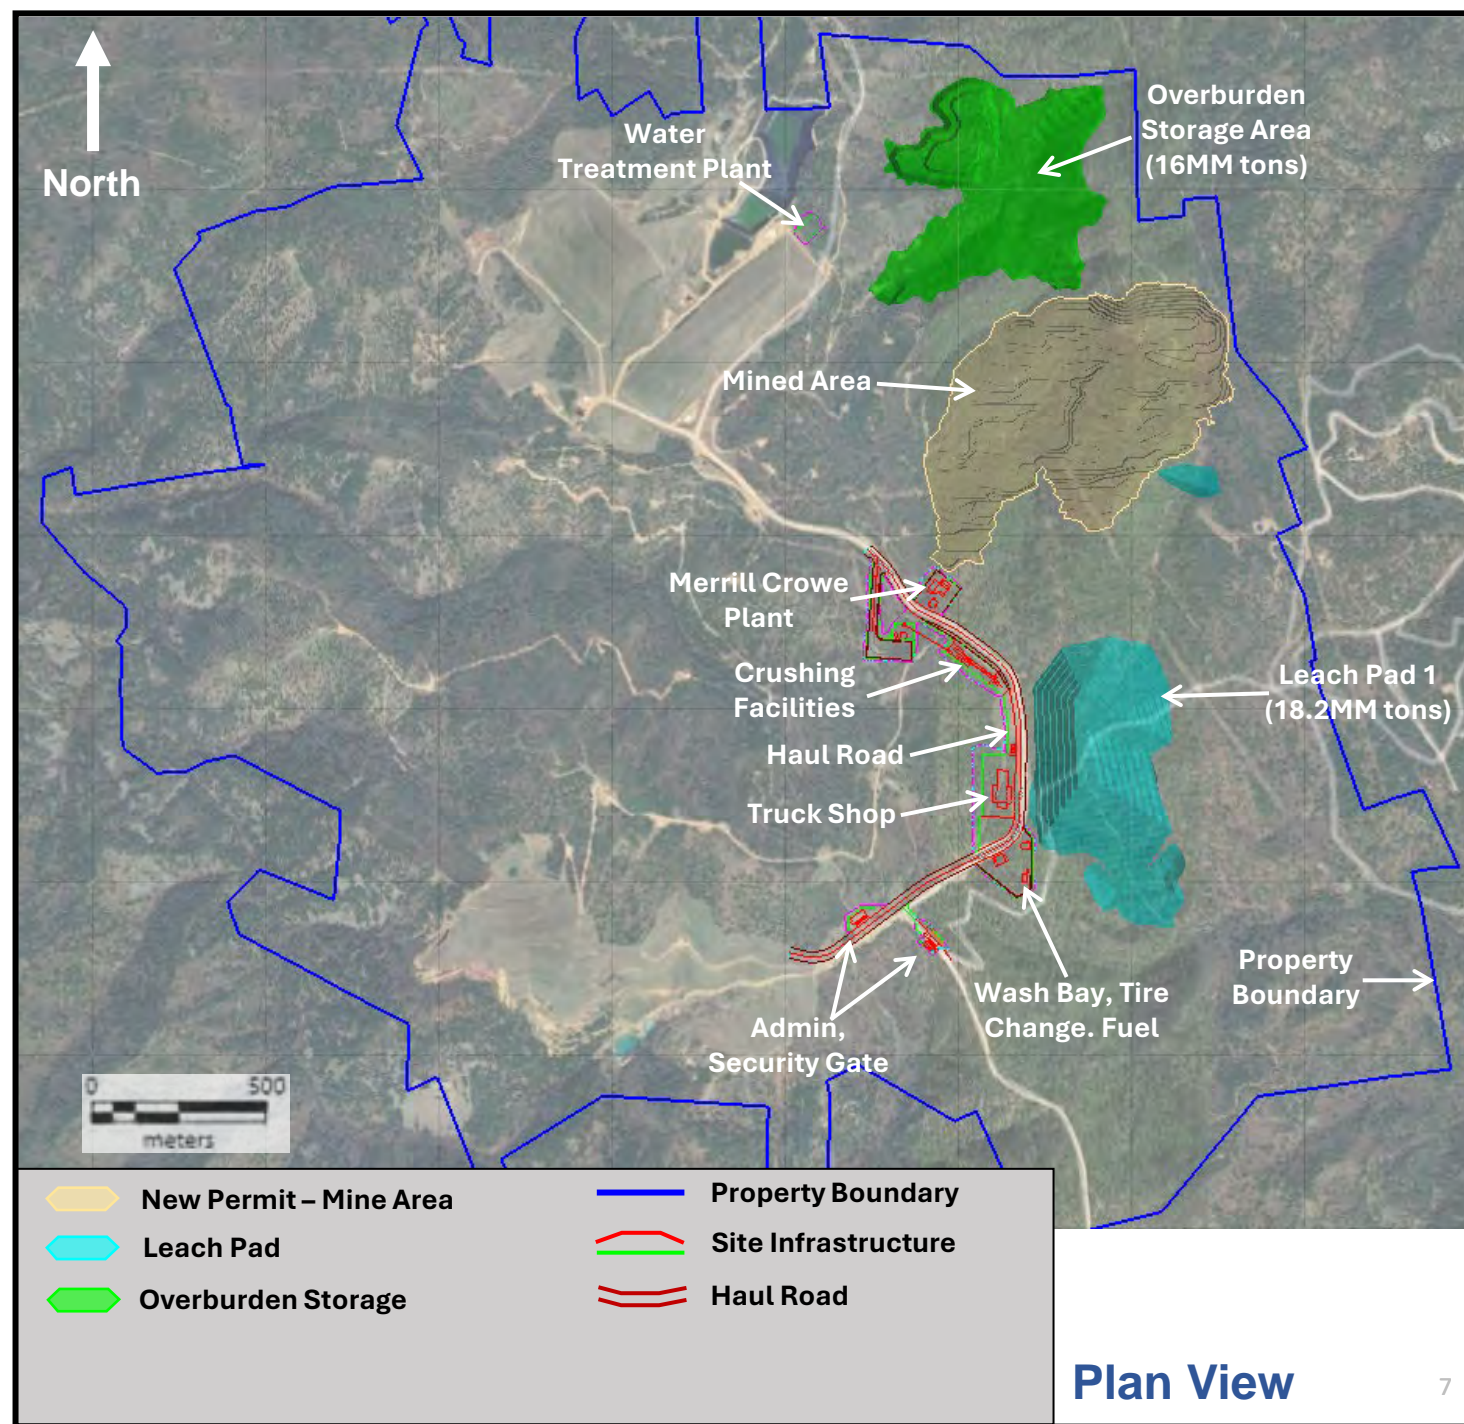 North
Water
Treatment Plant
Overburden
Storage Area
(16MM tons)
Mined Area
Merrill Crowe
Plant
Crushing
Facilities
Haul Road
Truck Shop
Leach Pad 1
(18.2MM tons)
Property
Boundary
Wash Bay, Tire
Change. Fuel
Admin,
Security Gate
0 500
meters
New Permit – Mine Area
Leach Pad
Overburden Storage
Property Boundary
Site Infrastructure
Haul Road
Plan View
7